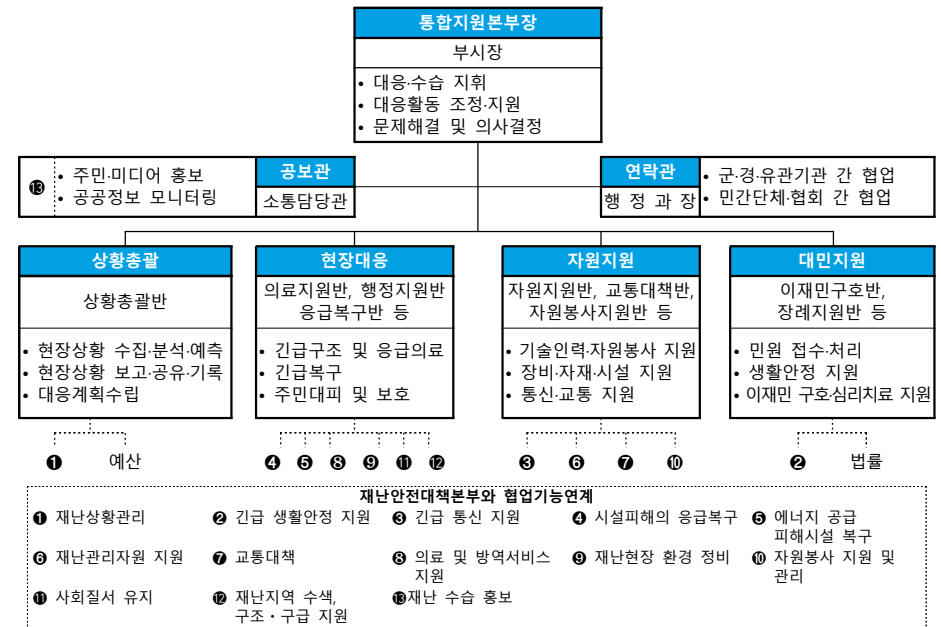 통합지원본부장
부시장
• 대응·수습 지휘
• 대응활동 조정·지원
• 문제해결 및 의사결정
⓭
• 주민·미디어 홍보
• 공공정보 모니터링
공보관
소통담당관
연락관
행 정 과 장
• 군·경·유관기관 간 협업
• 민간단체·협회 간 협업
상황총괄
상황총괄반
• 현장상황 수집·분석·예측
• 현장상황 보고·공유·기록
• 대응계획수립
❶ 예산
현장대응
의료지원반, 행정지원반
응급복구반 등
• 긴급구조 및 응급의료
• 긴급복구
• 주민대피 및 보호
❹ ❺ ❽ ❾ ⓫ ⓬
자원지원
자원지원반, 교통대책반,
자원봉사지원반 등
• 기술인력·자원봉사 지원
• 장비·자재·시설 지원
• 통신·교통 지원
❸ ❻ ❼ ❿
대민지원
이재민구호반,
장례지원반 등
• 민원 접수·처리
• 생활안정 지원
• 이재민 구호·심리치료 지원
❷ 법률
재난안전대책본부와 협업기능연계
❶ 재난상황관리
❷ 긴급 생활안정 지원
❸ 긴급 통신 지원
❹ 시설피해의 응급복구
❺ 에너지 공급
피해시설 복구
❻ 재난관리자원 지원
❼ 교통대책
❽ 의료 및 방역서비스
지원
❾ 재난현장 환경 정비
❿ 자원봉사 지원 및
관리
⓫ 사회질서 유지
⓬ 재난지역 수색,
구조・구급 지원
⓭재난 수습 홍보